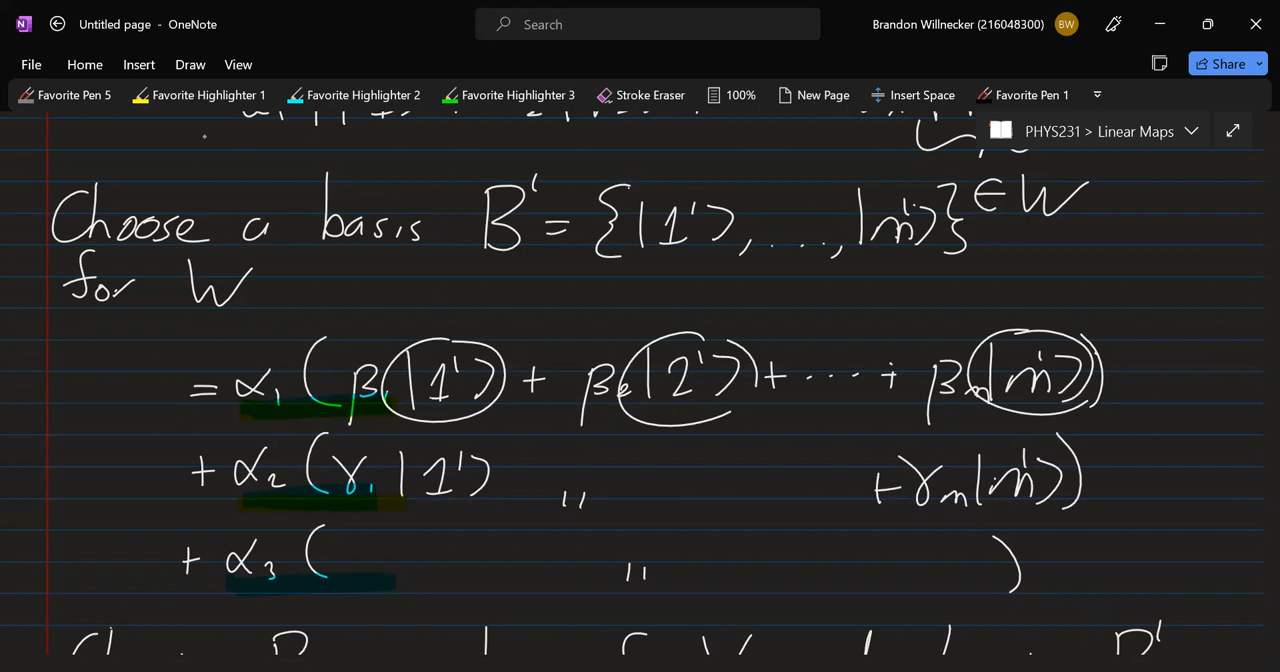 Untitled page - OneNote
Search
Brandon Willnecker (216048300) BW
File Home Insert Draw View
Share
Favorite Pen 5 Favorite Highlighter 1 Favorite Highlighter 2 Favorite Highlighter 3 Stroke Eraser 100% New Page Insert Space Favorite Pen 1
PHYS231 > Linear Maps
Choose a basis B' = {|1'⟩, ..., |m'⟩} ∈ W
for W
= α₁ ( β₁|1'⟩ + β₂|2'⟩ + ⋯ + βₘ|m'⟩ )
+ α₂ ( γ₁|1'⟩ ,, + γₘ|m'⟩ )
+ α₃ ( ,, )